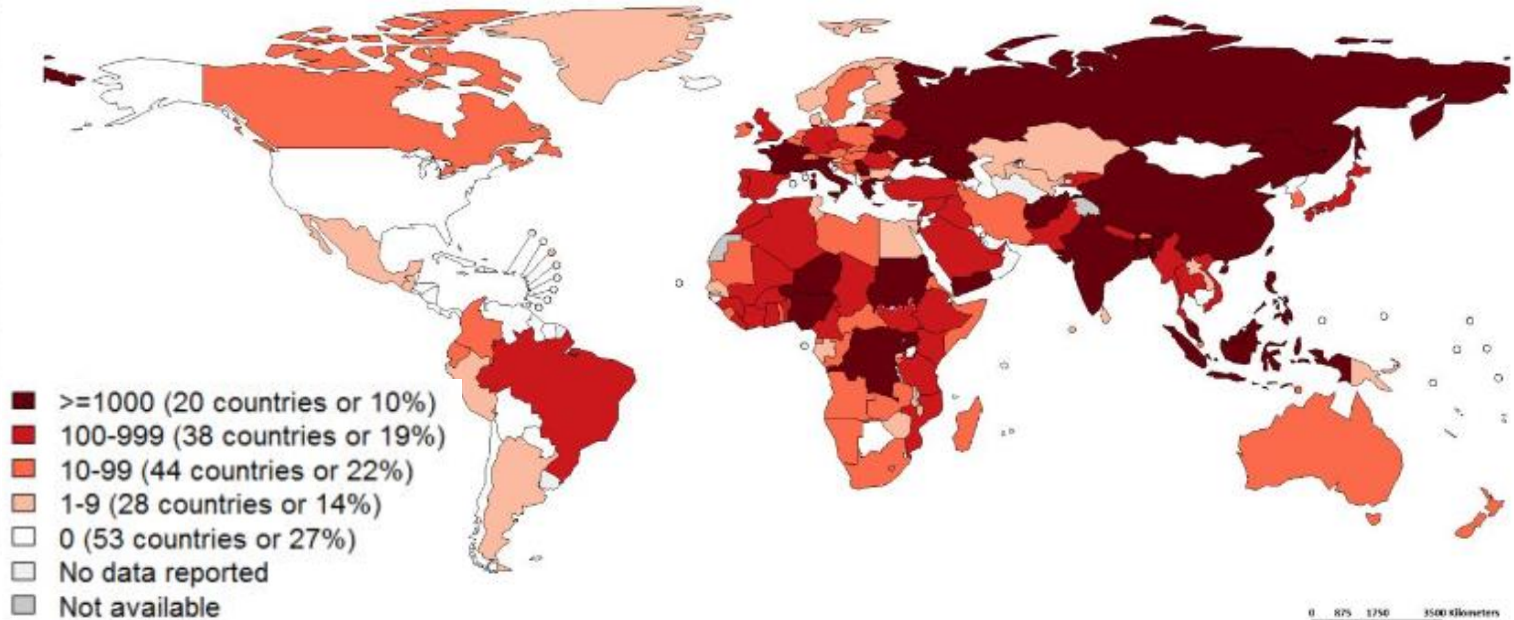 >=1000 (20 countries or 10%)
100-999 (38 countries or 19%)
10-99 (44 countries or 22%)
1-9 (28 countries or 14%)
0 (53 countries or 27%)
No data reported
Not available
0 875 1750 3500 Kilometers